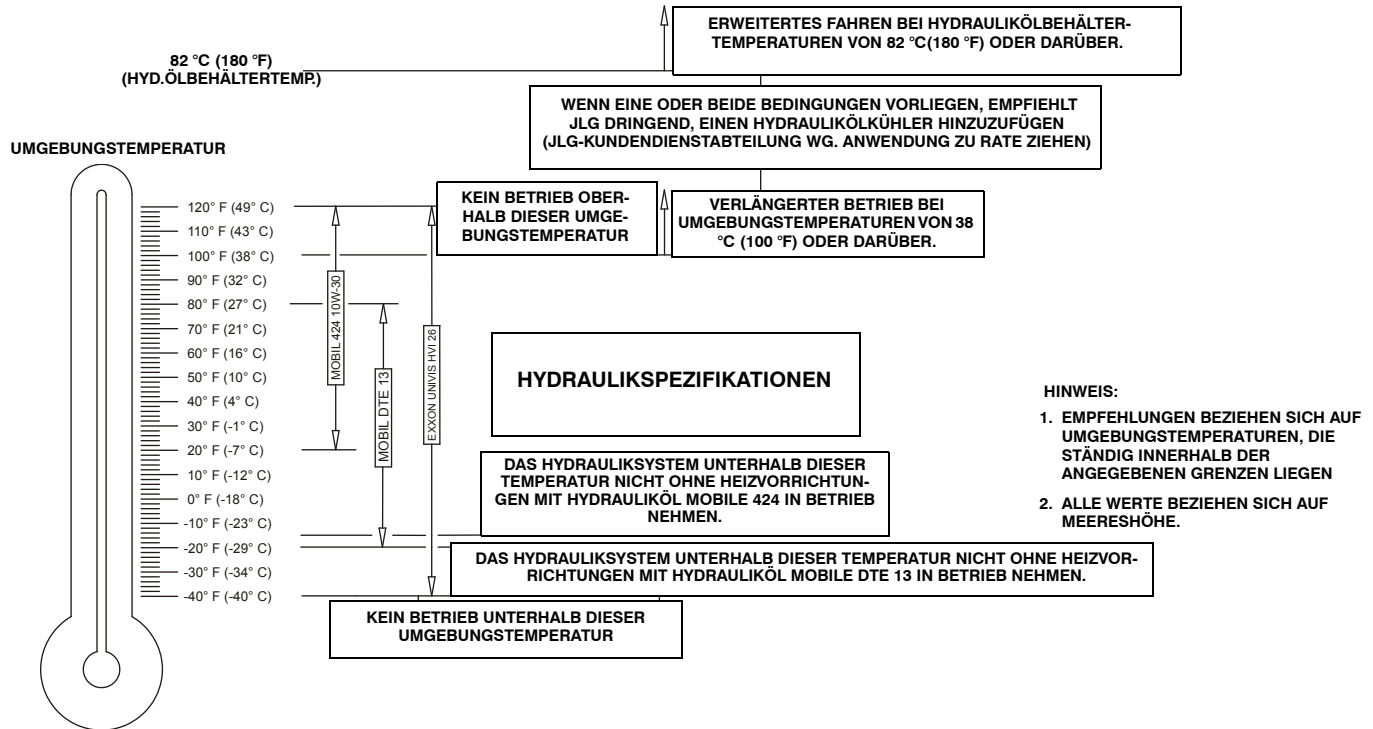 ERWEITERTES FAHREN BEI HYDRAULIKÖLBEHÄLTER-
TEMPERATUREN VON 82 °C(180 °F) ODER DARÜBER.
82 °C (180 °F)
(HYD.ÖLBEHÄLTERTEMP.)
WENN EINE ODER BEIDE BEDINGUNGEN VORLIEGEN, EMPFIEHLT
JLG DRINGEND, EINEN HYDRAULIKÖLKÜHLER HINZUZUFÜGEN
(JLG-KUNDENDIENSTABTEILUNG WG. ANWENDUNG ZU RATE ZIEHEN)
UMGEBUNGSTEMPERATUR
KEIN BETRIEB OBER-
HALB DIESER UMGE-
BUNGSTEMPERATUR
VERLÄNGERTER BETRIEB BEI
UMGEBUNGSTEMPERATUREN VON 38
°C (100 °F) ODER DARÜBER.
120° F (49° C)
110° F (43° C)
100° F (38° C)
90° F (32° C)
80° F (27° C)
70° F (21° C)
60° F (16° C)
50° F (10° C)
40° F (4° C)
30° F (-1° C)
20° F (-7° C)
10° F (-12° C)
0° F (-18° C)
-10° F (-23° C)
-20° F (-29° C)
-30° F (-34° C)
-40° F (-40° C)
MOBIL 424 10W-30
MOBIL DTE 13
EXXON UNIVIS HVI 26
HYDRAULIKSPEZIFIKATIONEN
HINWEIS:
1. EMPFEHLUNGEN BEZIEHEN SICH AUF
UMGEBUNGSTEMPERATUREN, DIE
STÄNDIG INNERHALB DER
ANGEGEBENEN GRENZEN LIEGEN
2. ALLE WERTE BEZIEHEN SICH AUF
MEERESHÖHE.
DAS HYDRAULIKSYSTEM UNTERHALB DIESER
TEMPERATUR NICHT OHNE HEIZVORRICHTUN-
GEN MIT HYDRAULIKÖL MOBILE 424 IN BETRIEB
NEHMEN.
DAS HYDRAULIKSYSTEM UNTERHALB DIESER TEMPERATUR NICHT OHNE HEIZVOR-
RICHTUNGEN MIT HYDRAULIKÖL MOBILE DTE 13 IN BETRIEB NEHMEN.
KEIN BETRIEB UNTERHALB DIESER
UMGEBUNGSTEMPERATUR